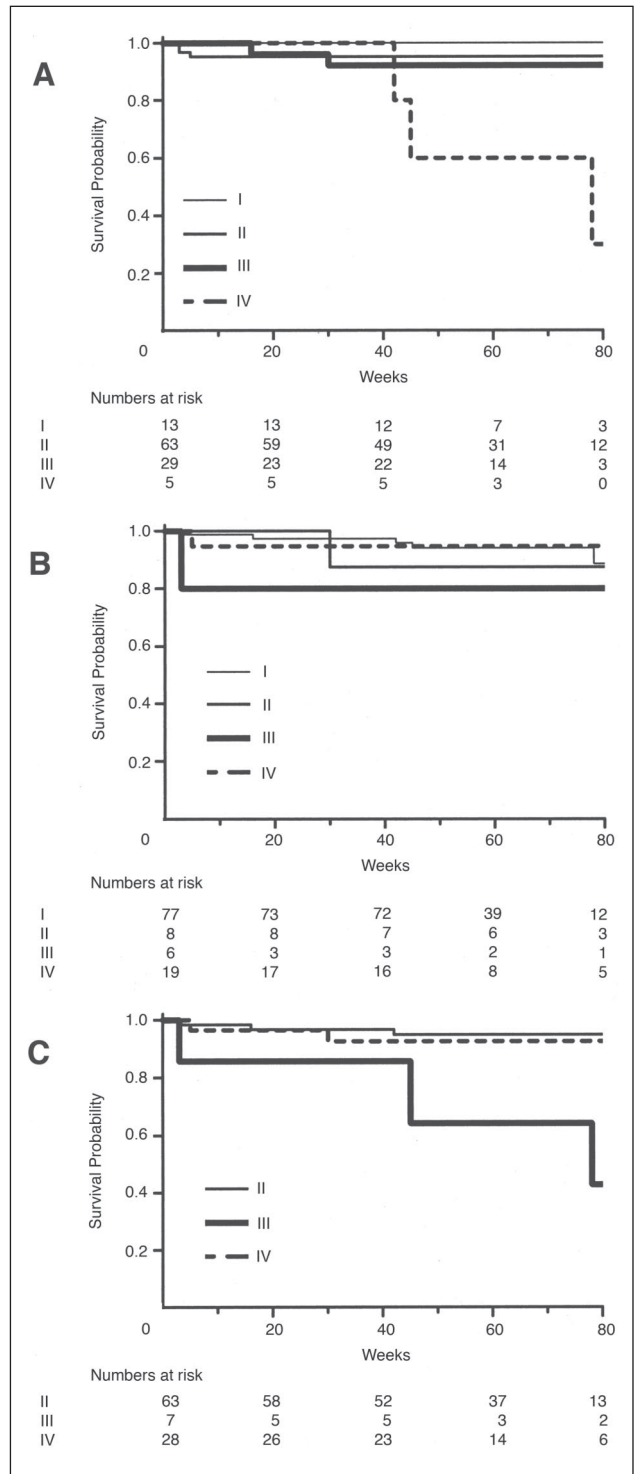 A
1.0
0.8
0.6
0.4
0.2
0
Survival Probability
I
II
III
IV
20 40 60 80
Weeks
Numbers at risk
I 13 13 12 7 3
II 63 59 49 31 12
III 29 23 22 14 3
IV 5 5 5 3 0
B
1.0
0.8
0.6
0.4
0.2
0
Survival Probability
I
II
III
IV
20 40 60 80
Weeks
Numbers at risk
I 77 73 72 39 12
II 8 8 7 6 3
III 6 3 3 2 1
IV 19 17 16 8 5
C
1.0
0.8
0.6
0.4
0.2
0
Survival Probability
II
III
IV
20 40 60 80
Weeks
Numbers at risk
II 63 58 52 37 13
III 7 5 5 3 2
IV 28 26 23 14 6